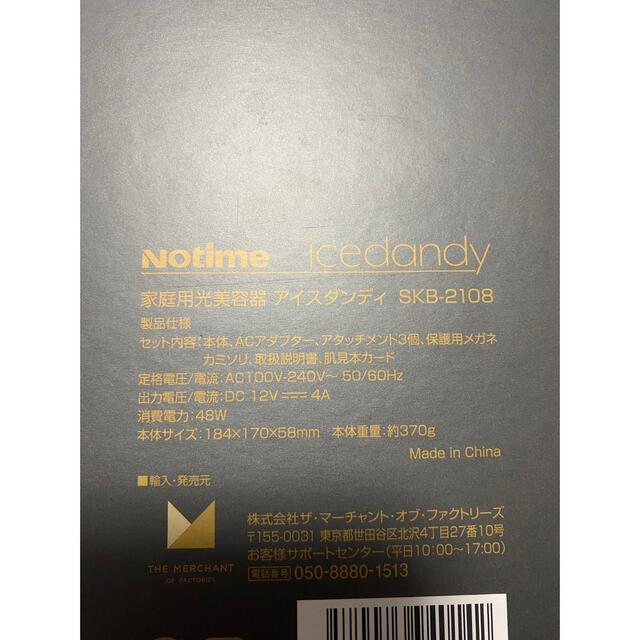 Notime icedandy
家庭用光美容器 アイスダンディ SKB-2108
製品仕様
セット内容:本体、ACアダプター、アタッチメント3個、保護用メガネ
カミソリ、取扱説明書、肌見本カード
定格電圧/電流:AC100V-240V～ 50/60Hz
出力電圧/電流:DC 12V⎓4A
消費電力:48W
本体サイズ:184×170×58mm 本体重量:約370g
Made in China
■輸入・発売元
THE MERCHANT
OF FACTORIES
株式会社ザ・マーチャント・オブ・ファクトリーズ
〒155-0031 東京都世田谷区北沢4丁目27番10号
お客様サポートセンター(平日10:00～17:00)
電話番号 050-8880-1513